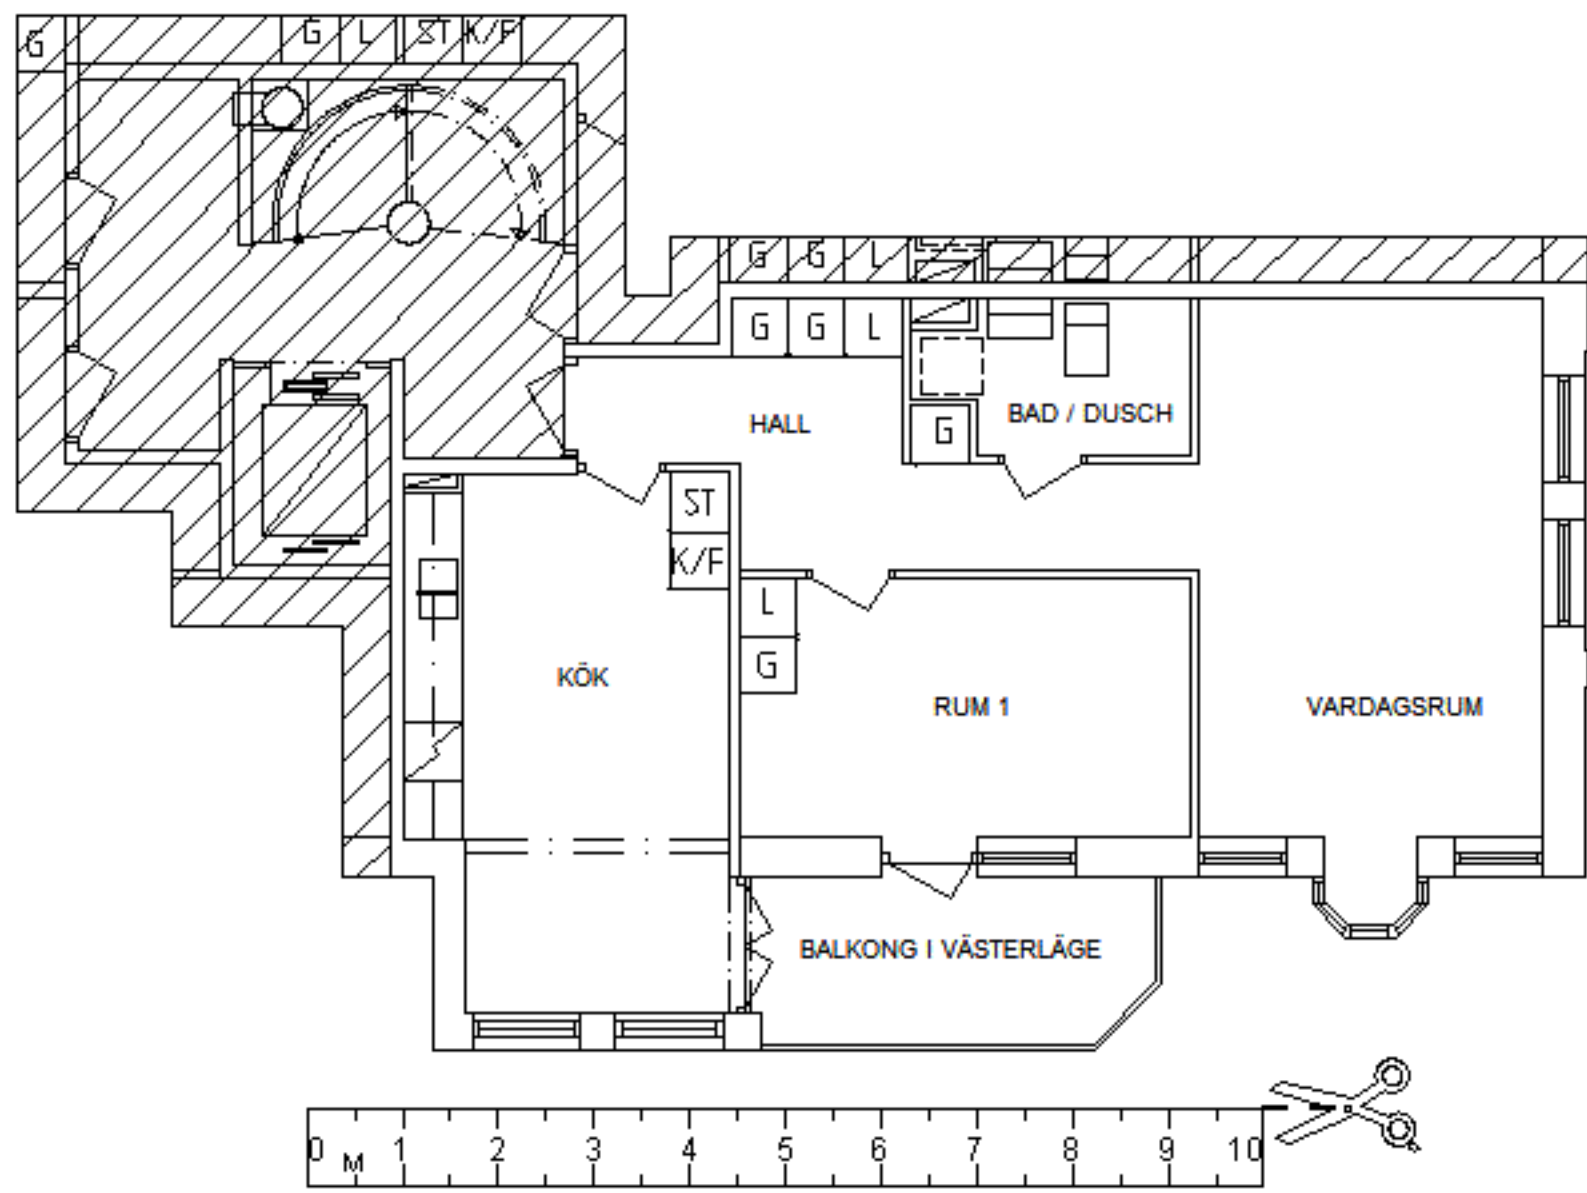 G
G L ST K/F
G G L
G G L
HALL
BAD / DUSCH
G
ST
K/F
L
G
KÖK
RUM 1
VARDAGSRUM
BALKONG I VÄSTERLÄGE
0 M 1 2 3 4 5 6 7 8 9 10